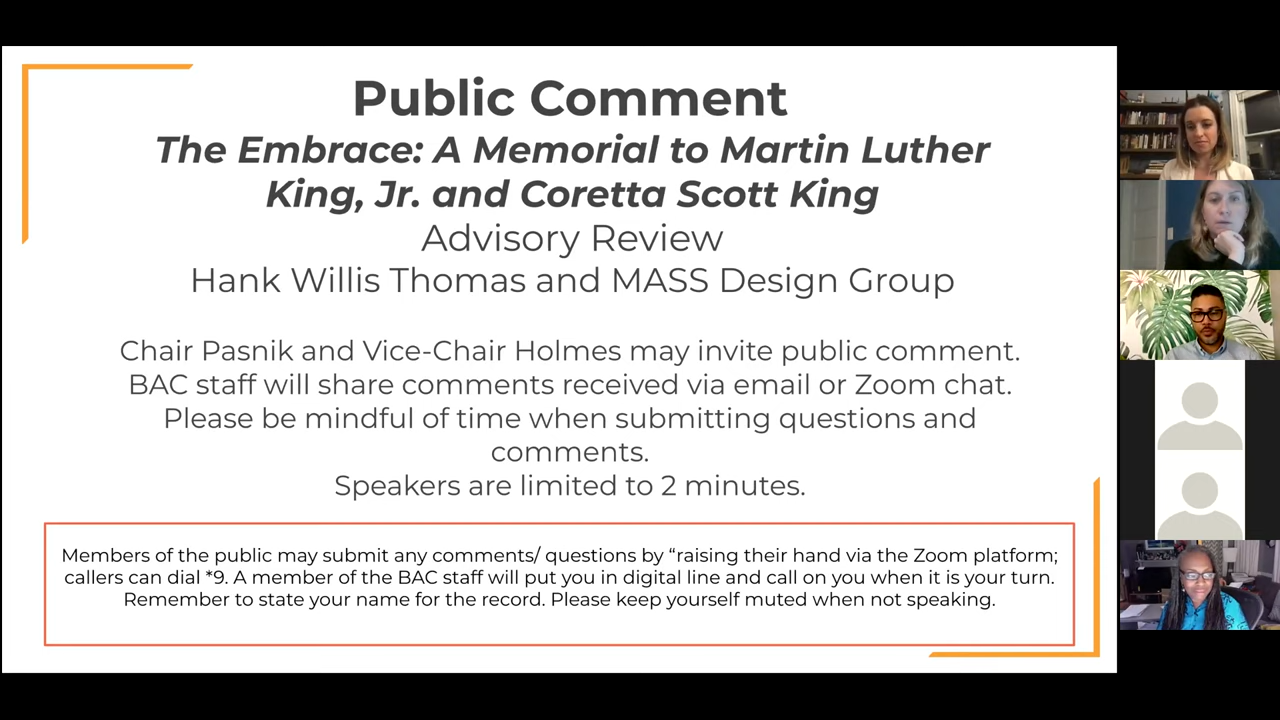 Public Comment
The Embrace: A Memorial to Martin Luther
King, Jr. and Coretta Scott King
Advisory Review
Hank Willis Thomas and MASS Design Group
Chair Pasnik and Vice-Chair Holmes may invite public comment.
BAC staff will share comments received via email or Zoom chat.
Please be mindful of time when submitting questions and
comments.
Speakers are limited to 2 minutes.
Members of the public may submit any comments/ questions by “raising their hand via the Zoom platform;
callers can dial *9. A member of the BAC staff will put you in digital line and call on you when it is your turn.
Remember to state your name for the record. Please keep yourself muted when not speaking.